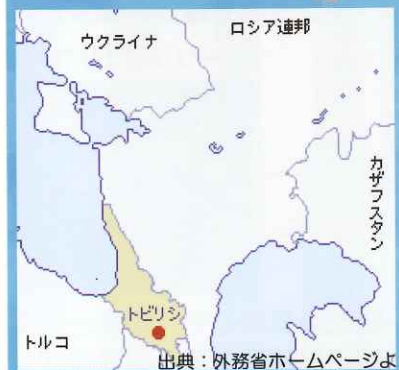 ロシア連邦
ウクライナ
カザフスタン
トビリシ
トルコ
出典：外務省ホームページよ